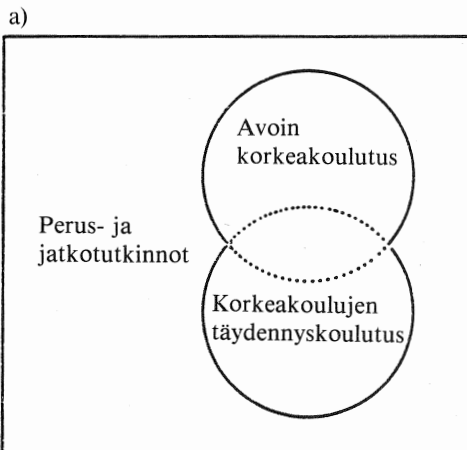 a)
Avoin
korkeakoulutus
Perus- ja
jatkotutkinnot
Korkeakoulujen
täydennyskoulutus